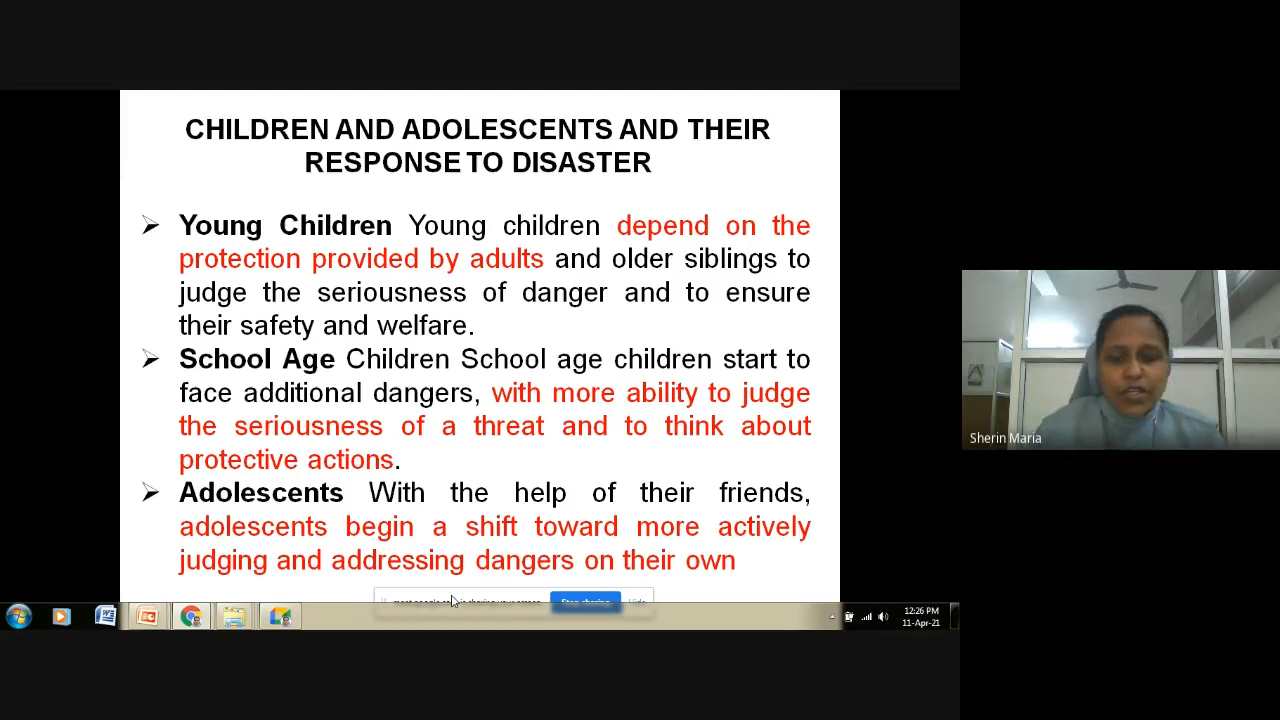 CHILDREN AND ADOLESCENTS AND THEIR
RESPONSE TO DISASTER
Young Children Young children depend on the
protection provided by adults and older siblings to
judge the seriousness of danger and to ensure
their safety and welfare.
School Age Children School age children start to
face additional dangers, with more ability to judge
the seriousness of a threat and to think about
protective actions.
Adolescents With the help of their friends,
adolescents begin a shift toward more actively
judging and addressing dangers on their own
Sherin Maria
Stop sharing
Hide
12:26 PM
11-Apr-21